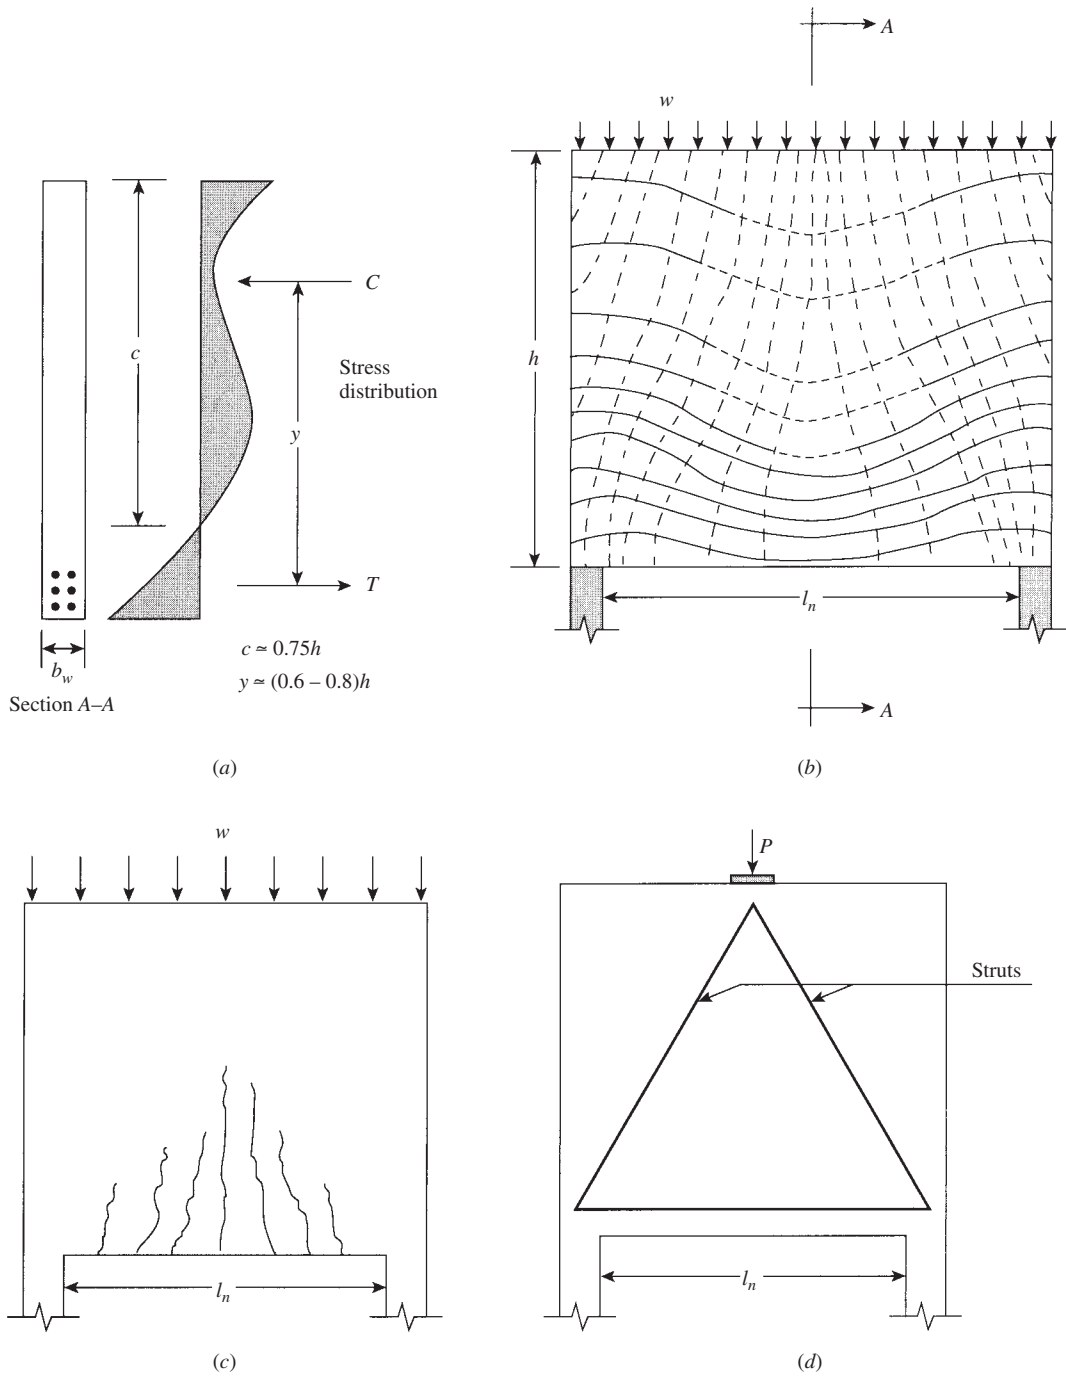 A
w
h
l_n
A
(b)
c
C
Stress
distribution
y
T
b_w
c ≃ 0.75h
y ≃ (0.6 – 0.8)h
Section A–A
(a)
w
l_n
(c)
P
Struts
l_n
(d)